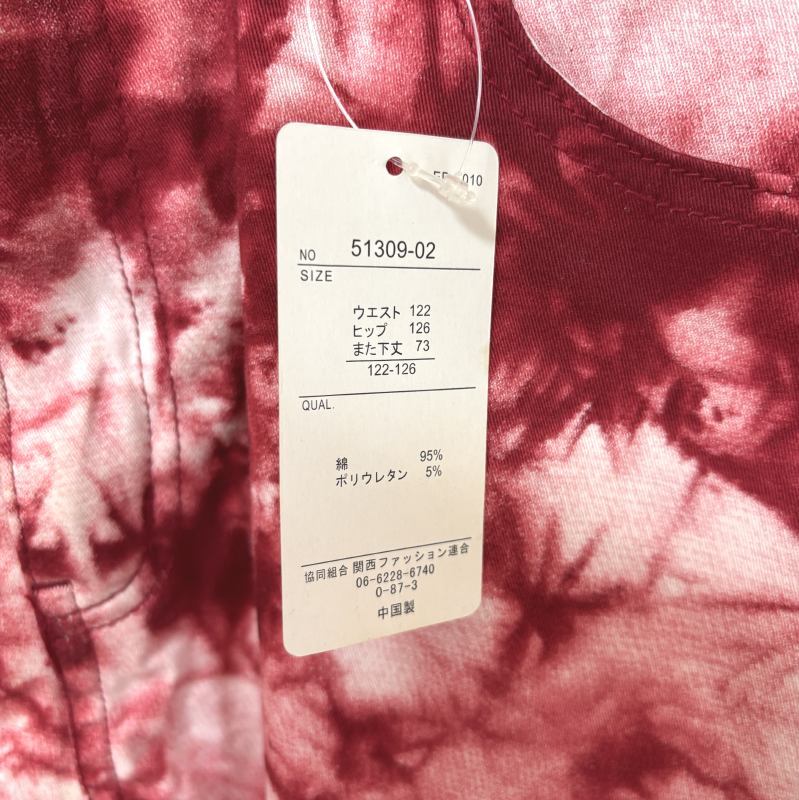 010
NO 51309-02
SIZE
ウエスト 122
ヒップ 126
また下丈 73
122-126
QUAL.
綿 95%
ポリウレタン 5%
協同組合 関西ファッション連合
06-6228-6740
O-87-3
中国製